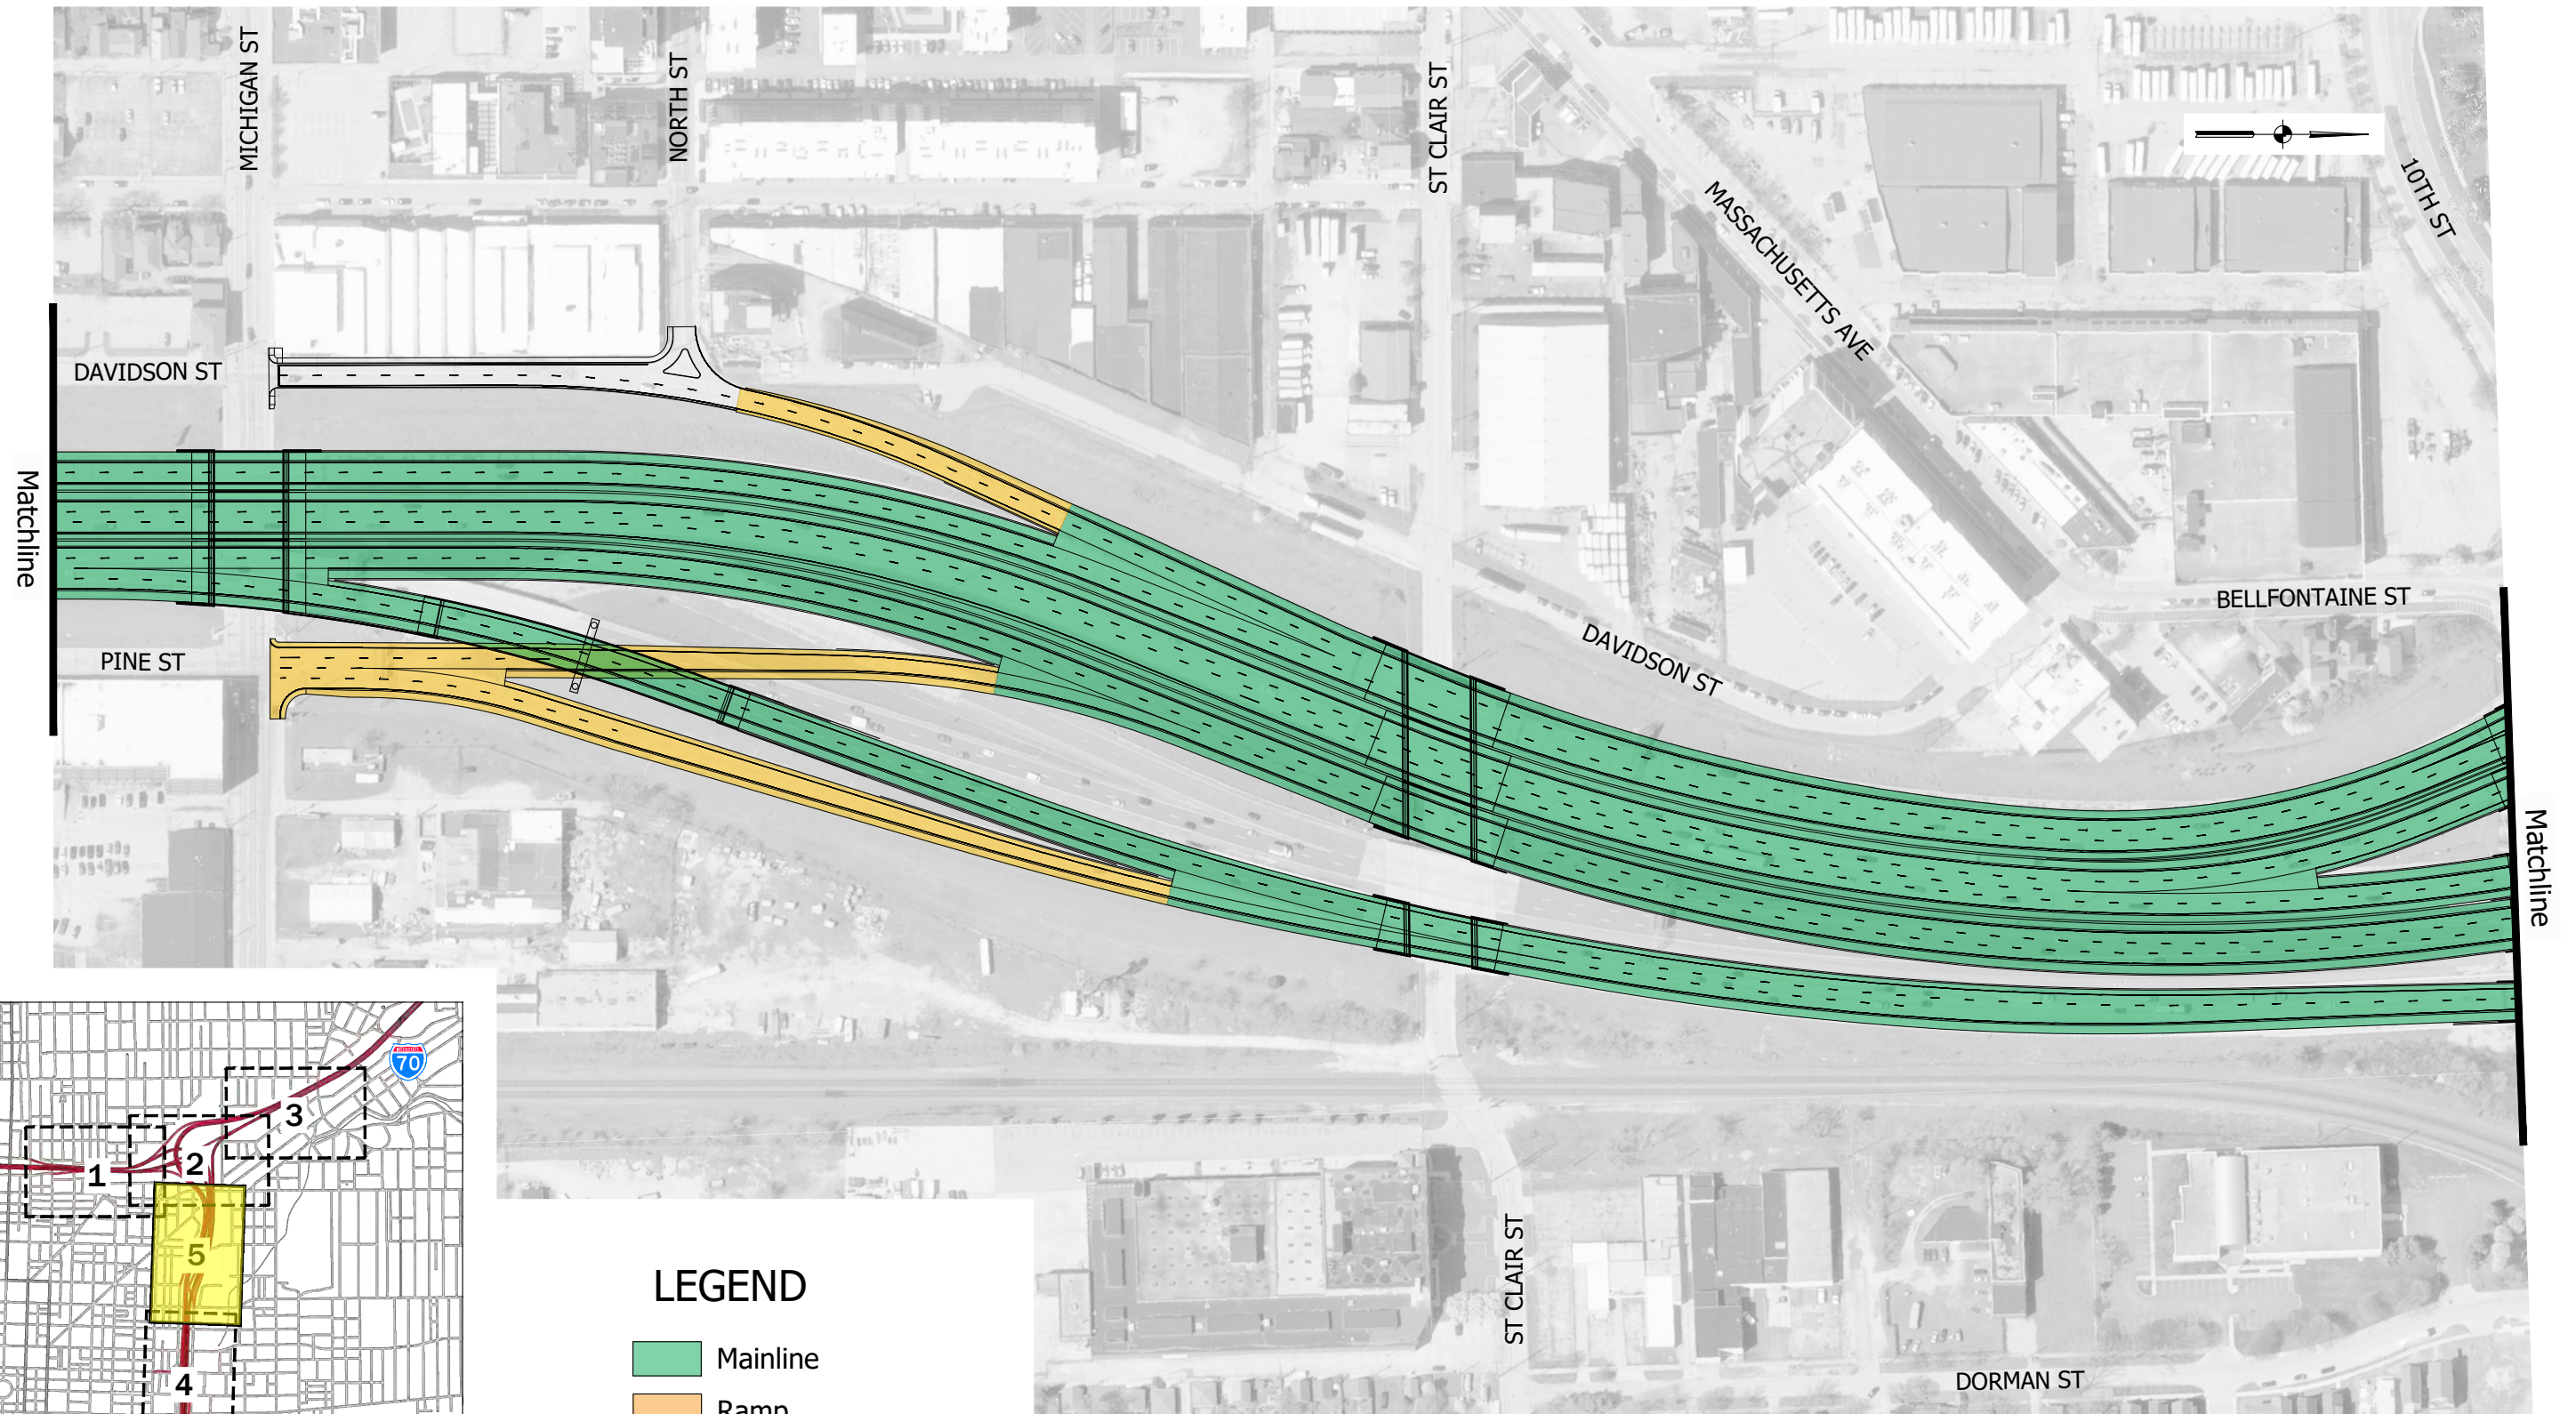 MICHIGAN ST
NORTH ST
ST CLAIR ST
MASSACHUSETTS AVE
10TH ST
DAVIDSON ST
Matchline
PINE ST
DAVIDSON ST
BELLFONTAINE ST
Matchline
70
3
1
2
5
4
LEGEND
Mainline
Ramp
ST CLAIR ST
DORMAN ST